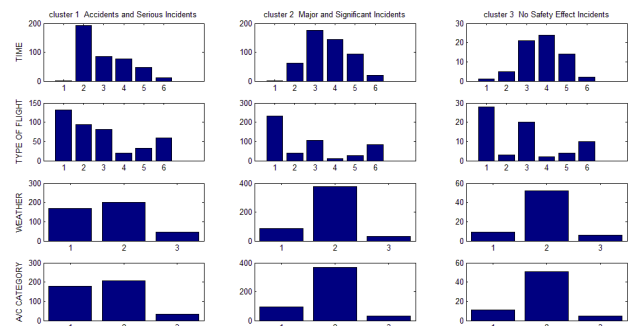 cluster 1 Accidents and Serious Incidents
cluster 2 Major and Significant Incidents
cluster 3 No Safety Effect Incidents
TIME
200
100
0
1 2 3 4 5 6
200
100
0
1 2 3 4 5 6
30
20
10
0
1 2 3 4 5 6
TYPE OF FLIGHT
150
100
50
0
1 2 3 4 5 6
300
200
100
0
1 2 3 4 5 6
30
20
10
0
1 2 3 4 5 6
WEATHER
300
200
100
0
1 2 3
400
200
0
1 2 3
60
40
20
0
1 2 3
A/C CATEGORY
300
200
100
0
400
200
0
60
40
20
0